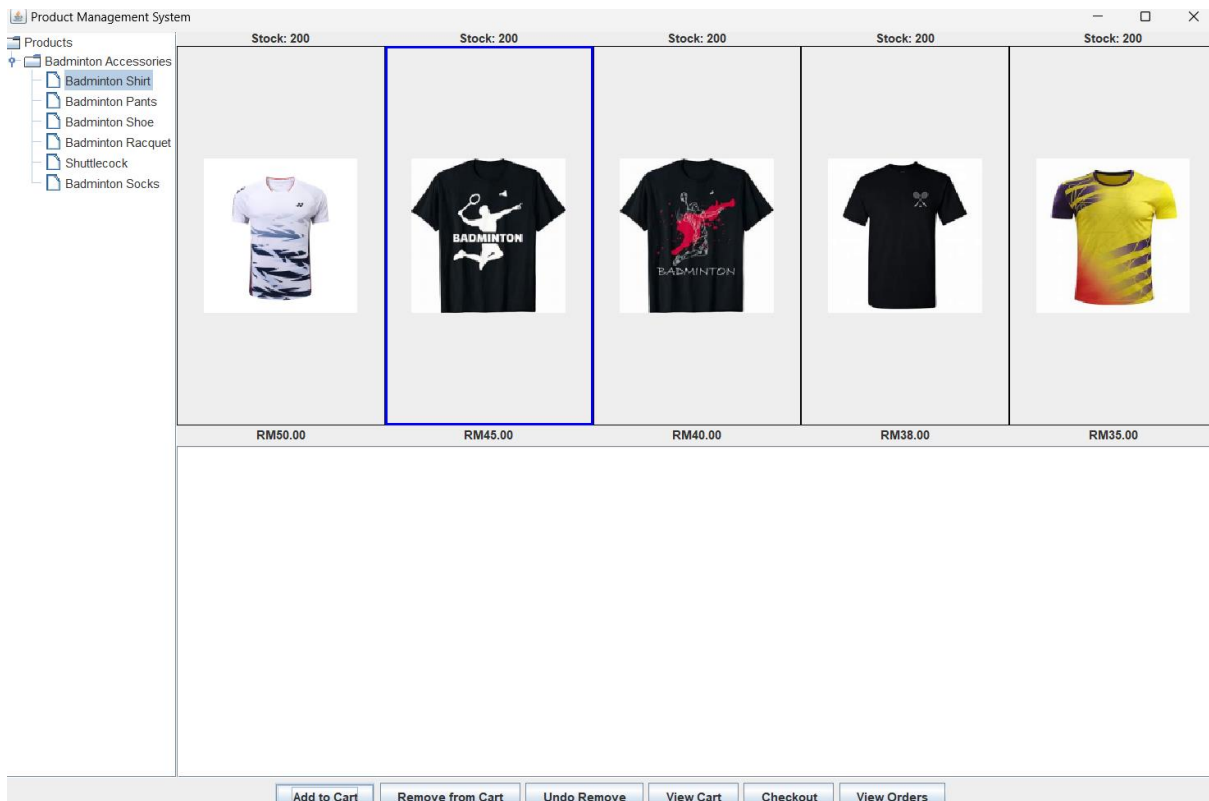 Product Management System
Products
Badminton Accessories
Badminton Shirt
Badminton Pants
Badminton Shoe
Badminton Racquet
Shuttlecock
Badminton Socks
Stock: 200 Stock: 200 Stock: 200 Stock: 200 Stock: 200
BADMINTON
BADMINTON
RM50.00 RM45.00 RM40.00 RM38.00 RM35.00
Add to Cart Remove from Cart Undo Remove View Cart Checkout View Orders